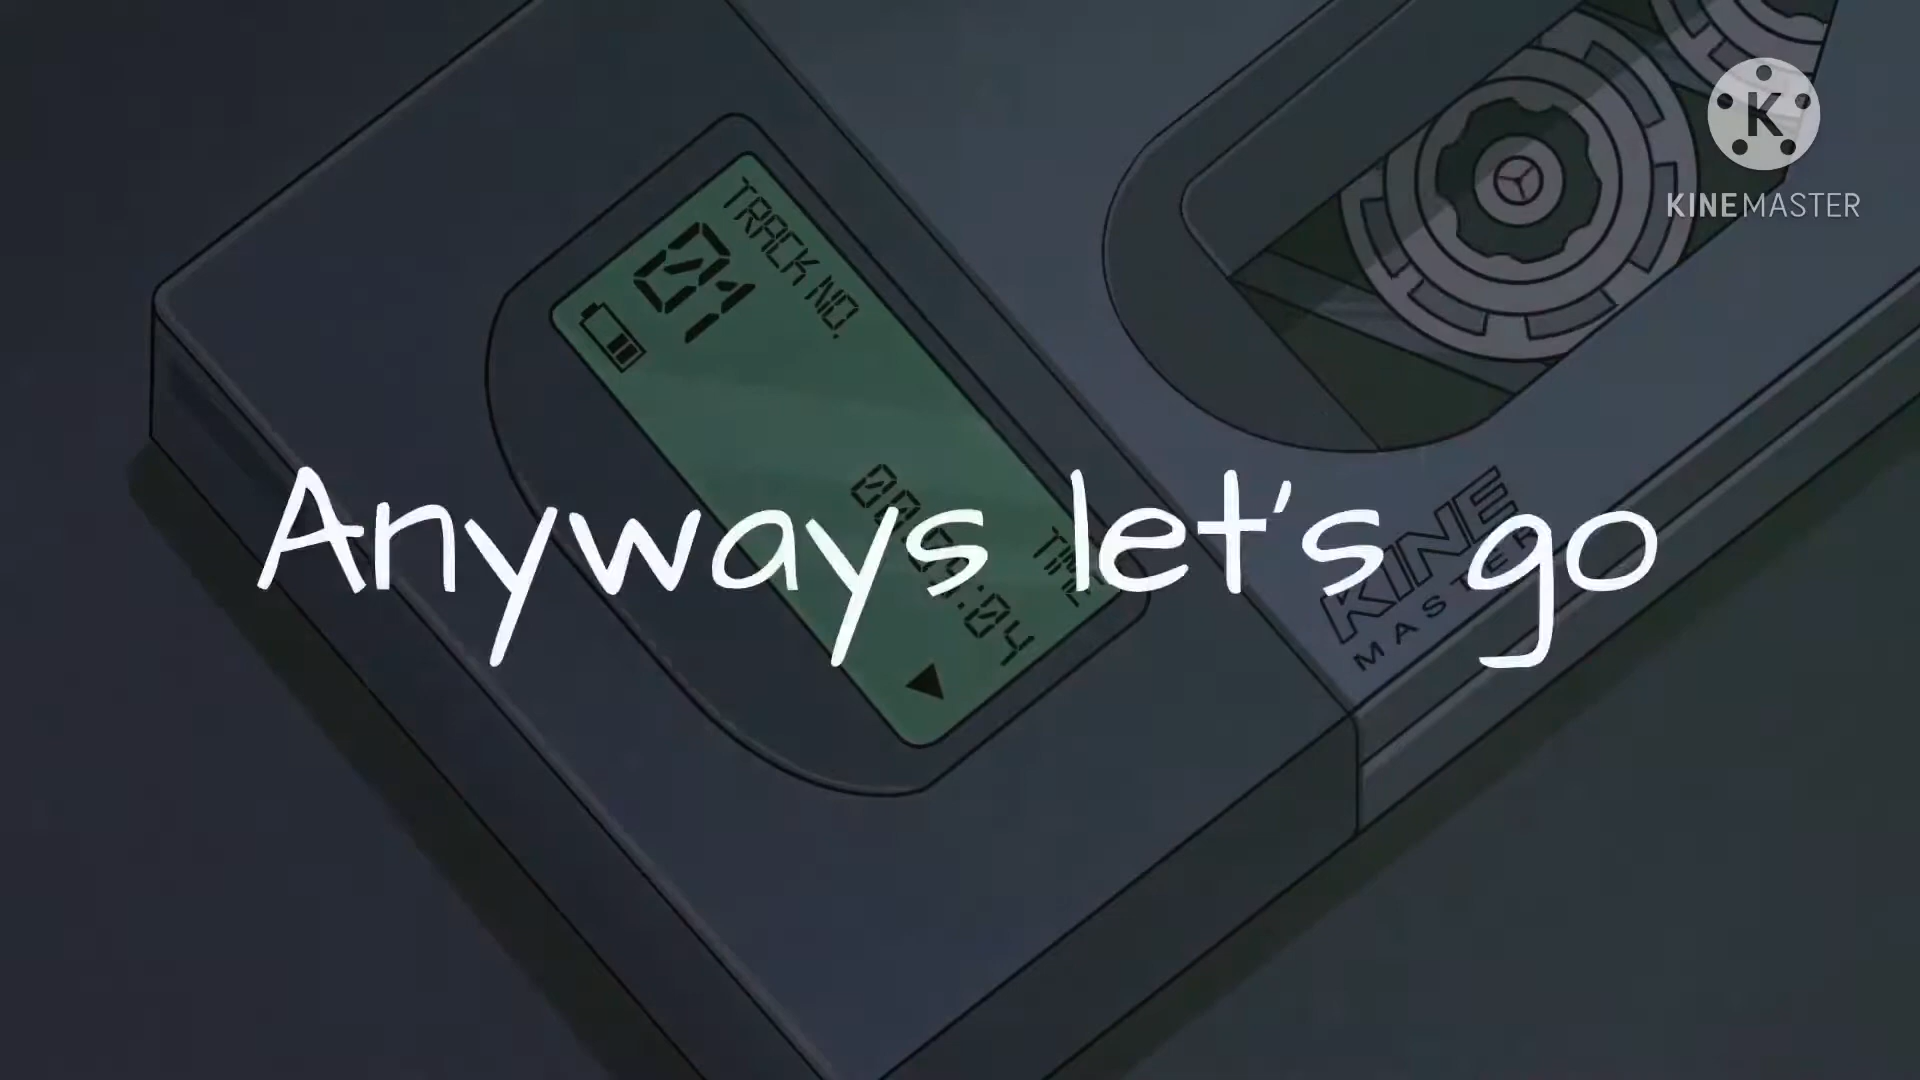 TRACK NO.
01
KINEMASTER
Anyways let's go
KINE
MASTER